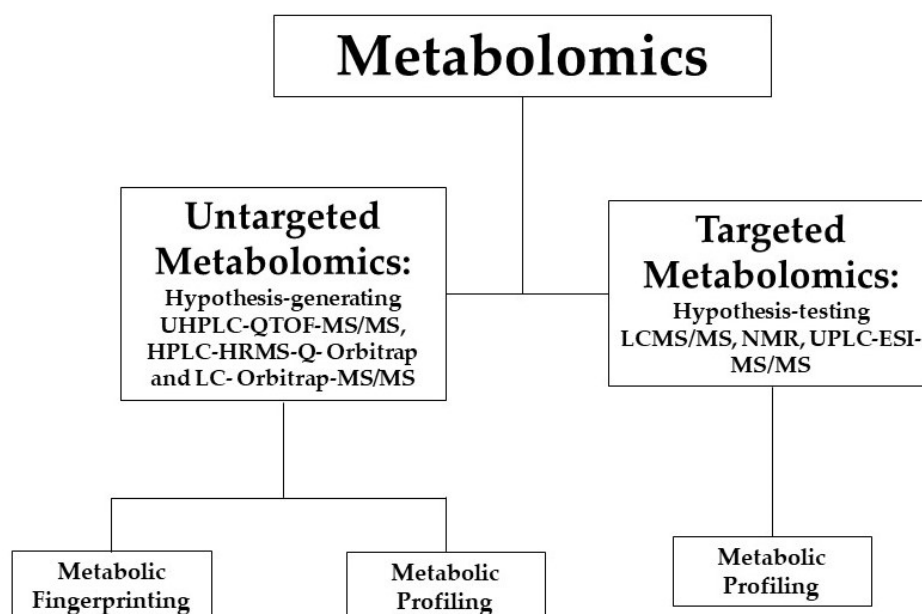 Metabolomics
Untargeted
Metabolomics:
Hypothesis-generating
UHPLC-QTOF-MS/MS,
HPLC-HRMS-Q- Orbitrap
and LC- Orbitrap-MS/MS
Targeted
Metabolomics:
Hypothesis-testing
LCMS/MS, NMR, UPLC-ESI-
MS/MS
Metabolic
Fingerprinting
Metabolic
Profiling
Metabolic
Profiling